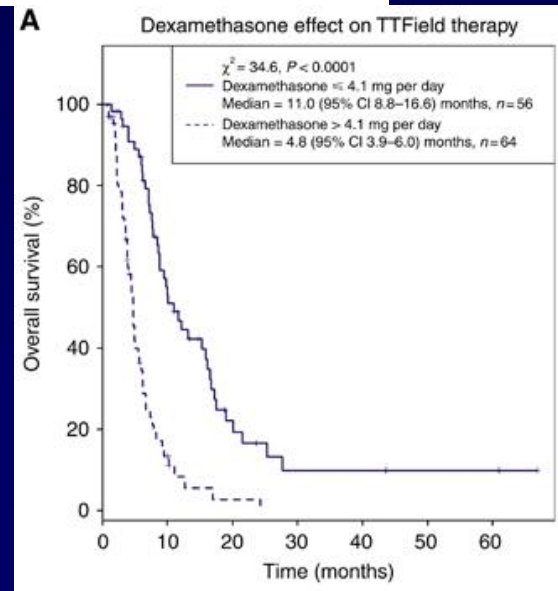 A
Dexamethasone effect on TTField therapy
χ² = 34.6, P < 0.0001
Dexamethasone ⩽ 4.1 mg per day
Median = 11.0 (95% CI 8.8–16.6) months, n=56
Dexamethasone > 4.1 mg per day
Median = 4.8 (95% CI 3.9–6.0) months, n=64
Overall survival (%)
100
80
60
40
20
0
0 10 20 30 40 50 60
Time (months)